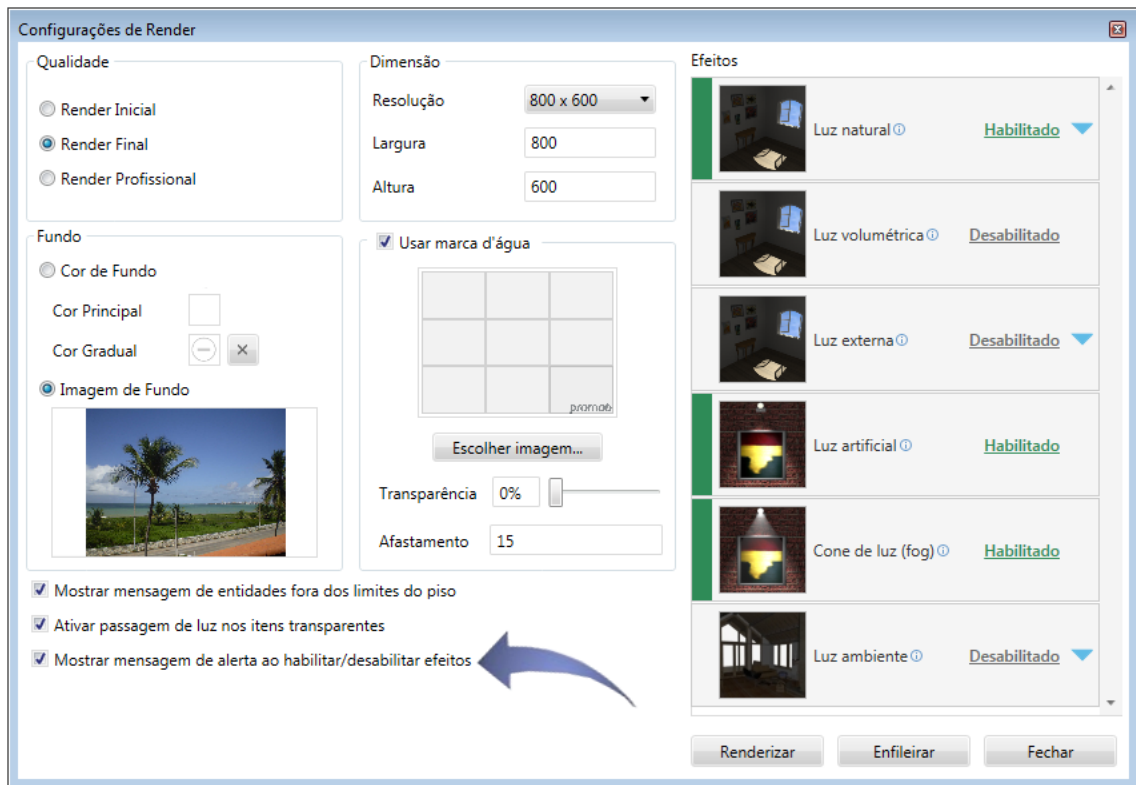 Configurações de Render
Qualidade
Render Inicial
Render Final
Render Profissional
Dimensão
Resolução 800 x 600
Largura 800
Altura 600
Fundo
Cor de Fundo
Cor Principal
Cor Gradual
Imagem de Fundo
Usar marca d'água
promob
Escolher imagem...
Transparência 0%
Afastamento 15
Mostrar mensagem de entidades fora dos limites do piso
Ativar passagem de luz nos itens transparentes
Mostrar mensagem de alerta ao habilitar/desabilitar efeitos
Efeitos
Luz natural Habilitado
Luz volumétrica Desabilitado
Luz externa Desabilitado
Luz artificial Habilitado
Cone de luz (fog) Habilitado
Luz ambiente Desabilitado
Renderizar Enfileirar Fechar